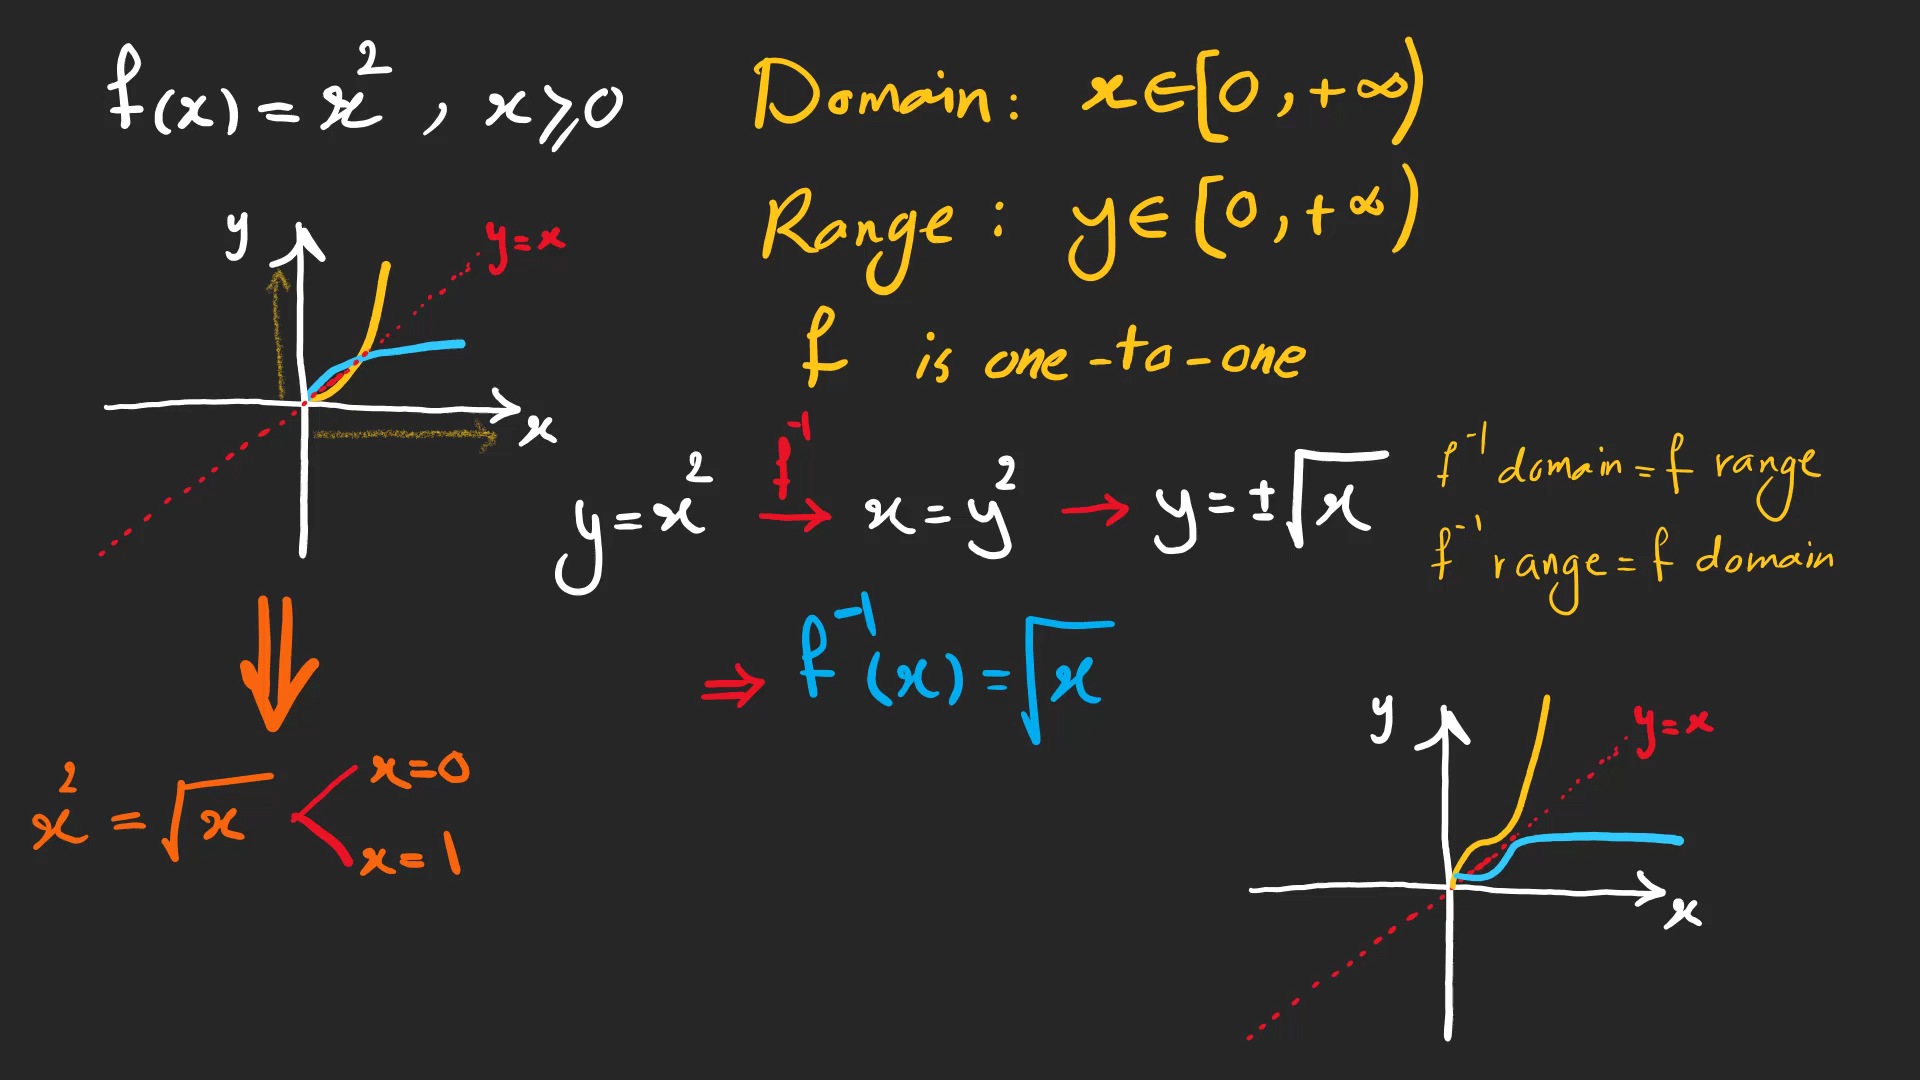 f(x) = x² , x ⩾ 0
Domain: x ∈ [0 , +∞)
Range: y ∈ [0 , +∞)
y
y = x
x
f is one-to-one
y = x² f⁻¹ → x = y² → y = ±√x
f⁻¹ domain = f range
f⁻¹ range = f domain
⇒ f⁻¹(x) = √x
x² = √x
x = 0
x = 1
y
y = x
x